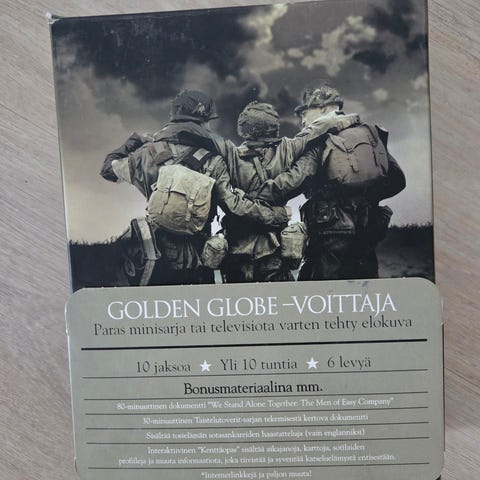 GOLDEN GLOBE –VOITTAJA
Paras minisarja tai televisiota varten tehty elokuva
10 jaksoa ★ Yli 10 tuntia ★ 6 levyä
Bonusmateriaalina mm.
80-minuuttinen dokumentti "We Stand Alone Together: The Men of Easy Company"
30-minuuttinen Taistelutoverit-sarjan tekemisestä kertova dokumentti
Sisältää tosielämän sotasankareiden haastatteluja (vain englanniksi)
Interaktiivinen "Kenttäopas" sisältää aikajanoja, karttoja, sotilaiden
profiileja ja muuta informaatiota, joka tiivistää ja syventää katseluelämystä entisestään.
*Internetlinkkejä ja paljon muuta!